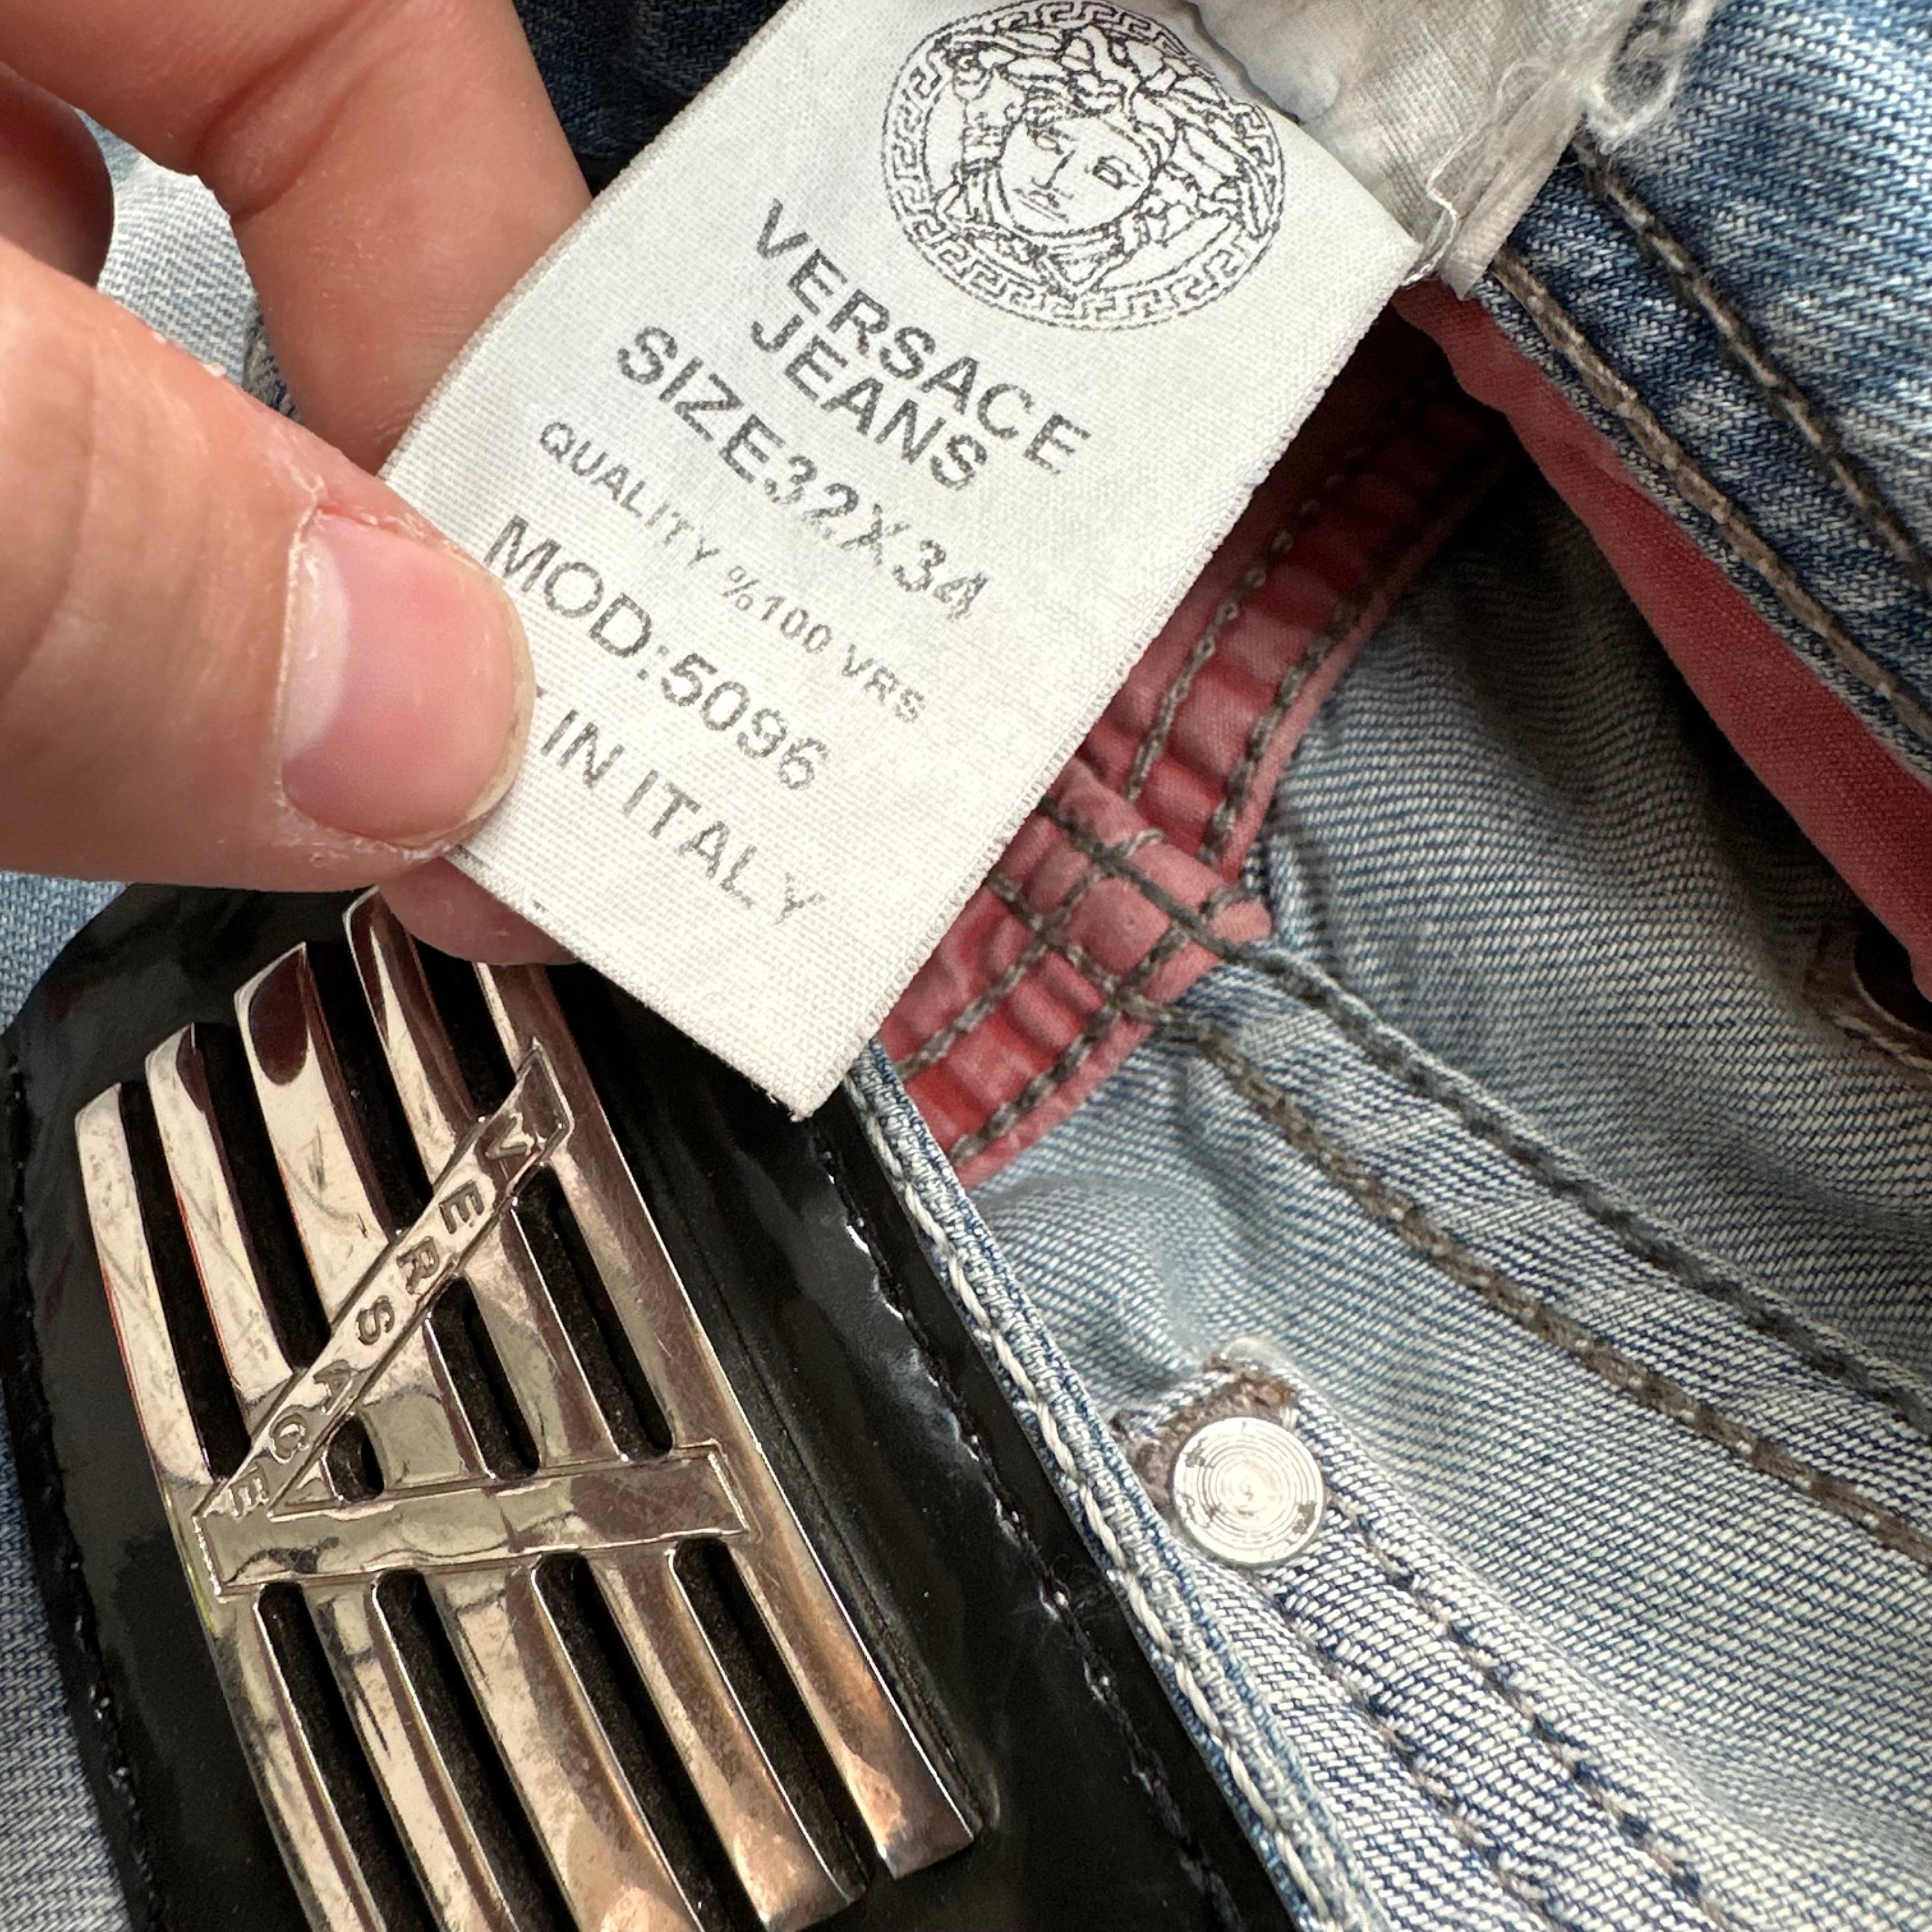 VERSACE
JEANS
SIZE32X34
QUALITY %100 VRS
MOD:5096
IN ITALY
VERSACE